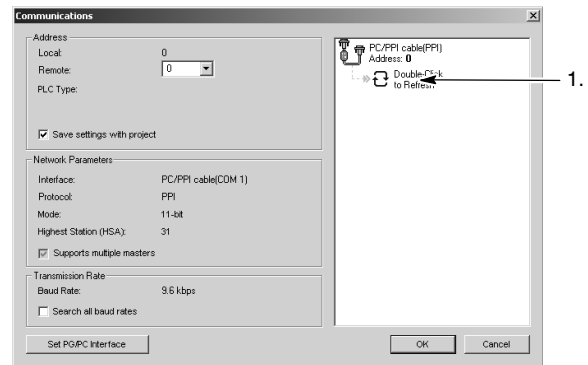 Communications
Address
Local: 0
Remote: 0
PLC Type:
Save settings with project
Network Parameters
Interface: PC/PPI cable(COM 1)
Protocol: PPI
Mode: 11-bit
Highest Station (HSA): 31
Supports multiple masters
Transmission Rate
Baud Rate: 9.6 kbps
Search all baud rates
Set PG/PC Interface
PC/PPI cable(PPI)
Address: 0
Double-Click
to Refresh
1.
OK
Cancel